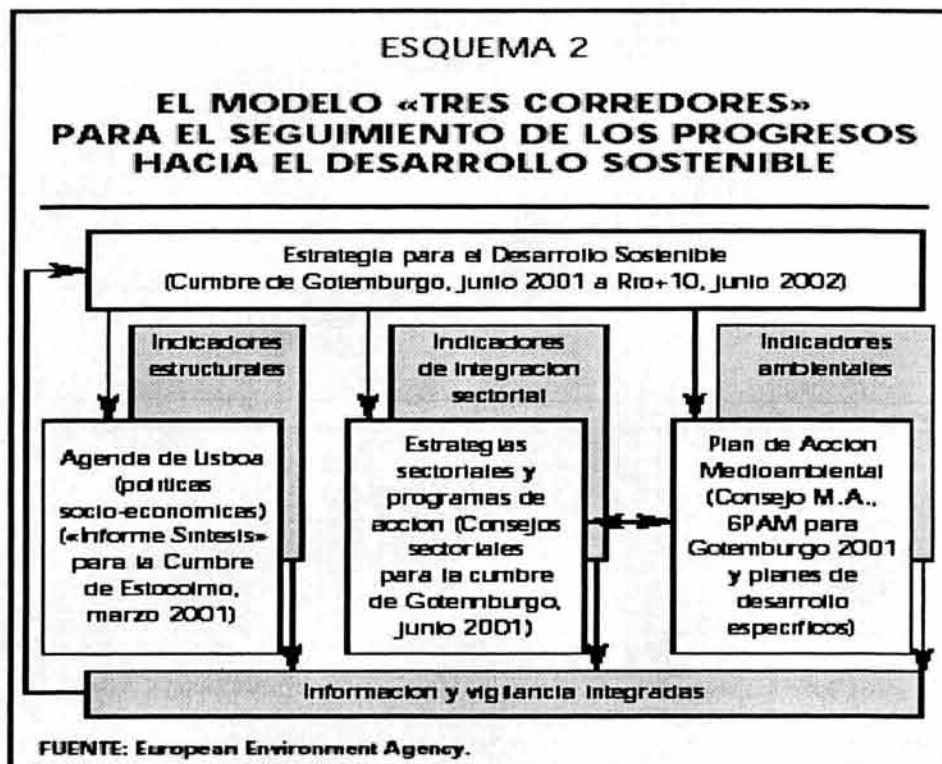 ESQUEMA 2
EL MODELO «TRES CORREDORES»
PARA EL SEGUIMIENTO DE LOS PROGRESOS
HACIA EL DESARROLLO SOSTENIBLE
Estrategia para el Desarrollo Sostenible
(Cumbre de Gotemburgo, junio 2001 a Rio+10, junio 2002)
Indicadores
estructurales
Indicadores
de integracion
sectorial
Indicadores
ambientales
Agenda de Lisboa
(politicas
socio-economicas)
(«Informe Sintesis»
para la Cumbre
de Estocolmo,
marzo 2001)
Estrategias
sectoriales y
programas de
accion (Consejos
sectoriales
para la cumbre
de Gotemburgo,
junio 2001)
Plan de Accion
Medioambiental
(Consejo M.A.,
6PAM para
Gotemburgo 2001
y planes de
desarrollo
especificos)
Informacion y vigilancia integradas
FUENTE: European Environment Agency.